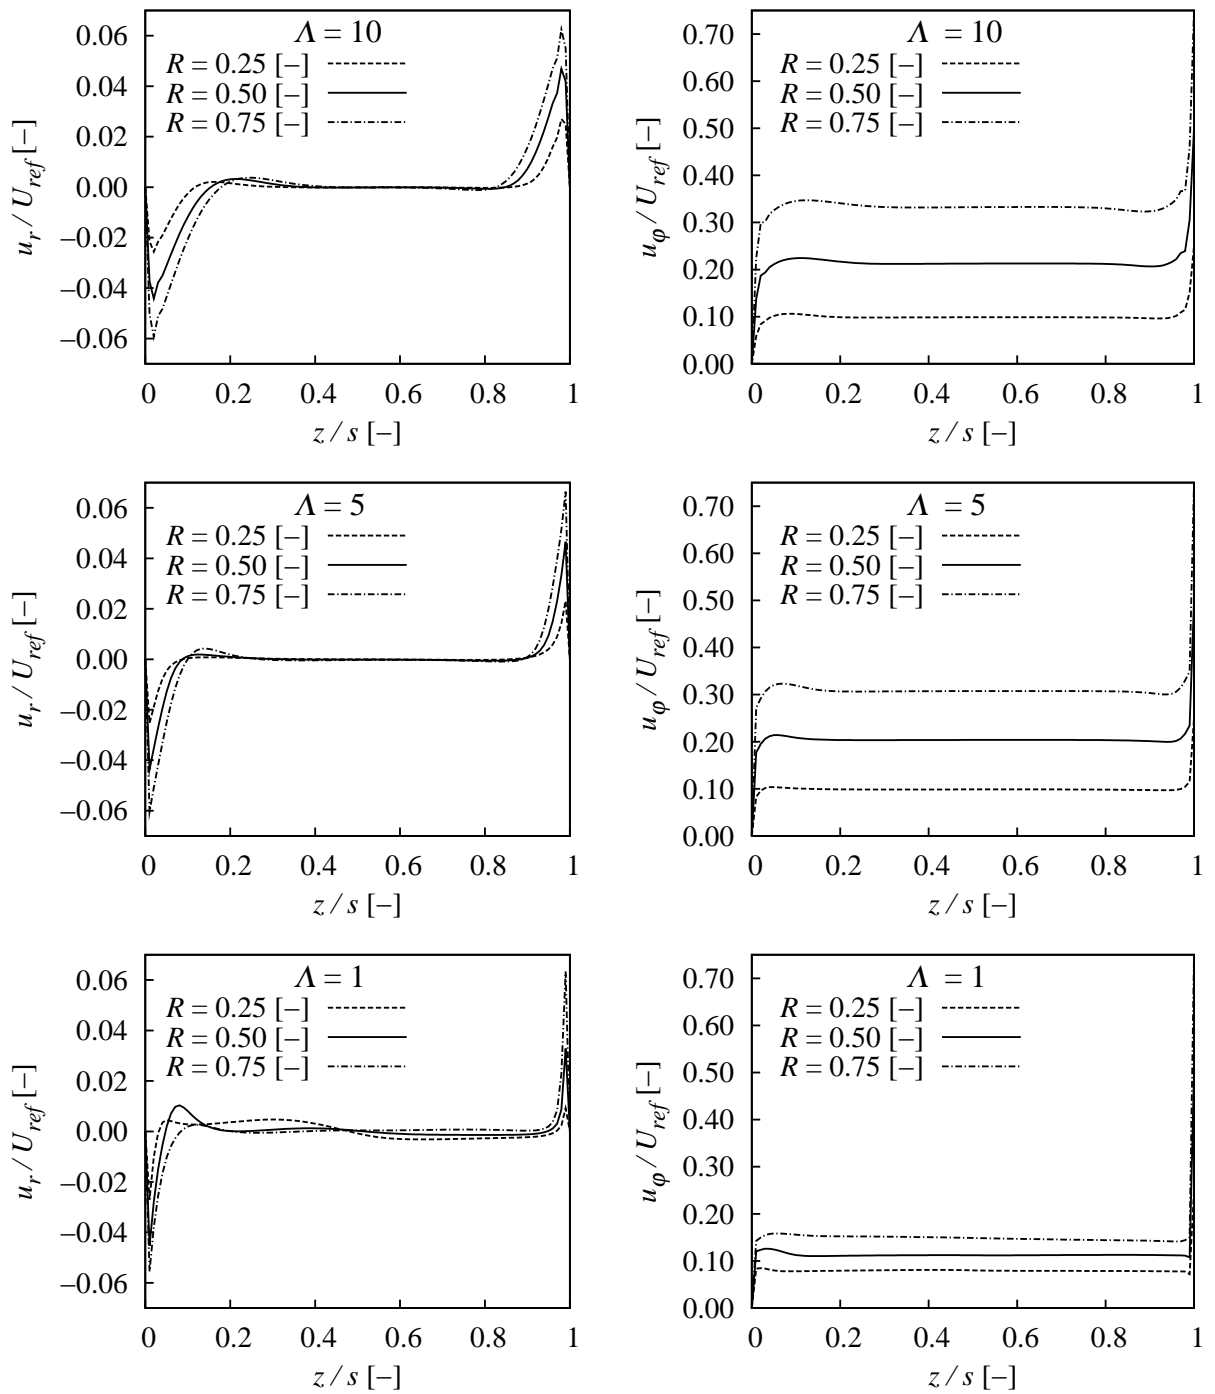 Λ = 10
R = 0.25 [–]
R = 0.50 [–]
R = 0.75 [–]
0.06
0.04
0.02
0.00
–0.02
–0.04
–0.06
u_r / U_ref [–]
0 0.2 0.4 0.6 0.8 1
z / s [–]
Λ = 10
R = 0.25 [–]
R = 0.50 [–]
R = 0.75 [–]
0.70
0.60
0.50
0.40
0.30
0.20
0.10
0.00
u_φ / U_ref [–]
0 0.2 0.4 0.6 0.8 1
z / s [–]
Λ = 5
R = 0.25 [–]
R = 0.50 [–]
R = 0.75 [–]
0.06
0.04
0.02
0.00
–0.02
–0.04
–0.06
u_r / U_ref [–]
0 0.2 0.4 0.6 0.8 1
z / s [–]
Λ = 5
R = 0.25 [–]
R = 0.50 [–]
R = 0.75 [–]
0.70
0.60
0.50
0.40
0.30
0.20
0.10
0.00
u_φ / U_ref [–]
0 0.2 0.4 0.6 0.8 1
z / s [–]
Λ = 1
R = 0.25 [–]
R = 0.50 [–]
R = 0.75 [–]
0.06
0.04
0.02
0.00
–0.02
–0.04
–0.06
u_r / U_ref [–]
0 0.2 0.4 0.6 0.8 1
z / s [–]
Λ = 1
R = 0.25 [–]
R = 0.50 [–]
R = 0.75 [–]
0.70
0.60
0.50
0.40
0.30
0.20
0.10
0.00
u_φ / U_ref [–]
0 0.2 0.4 0.6 0.8 1
z / s [–]